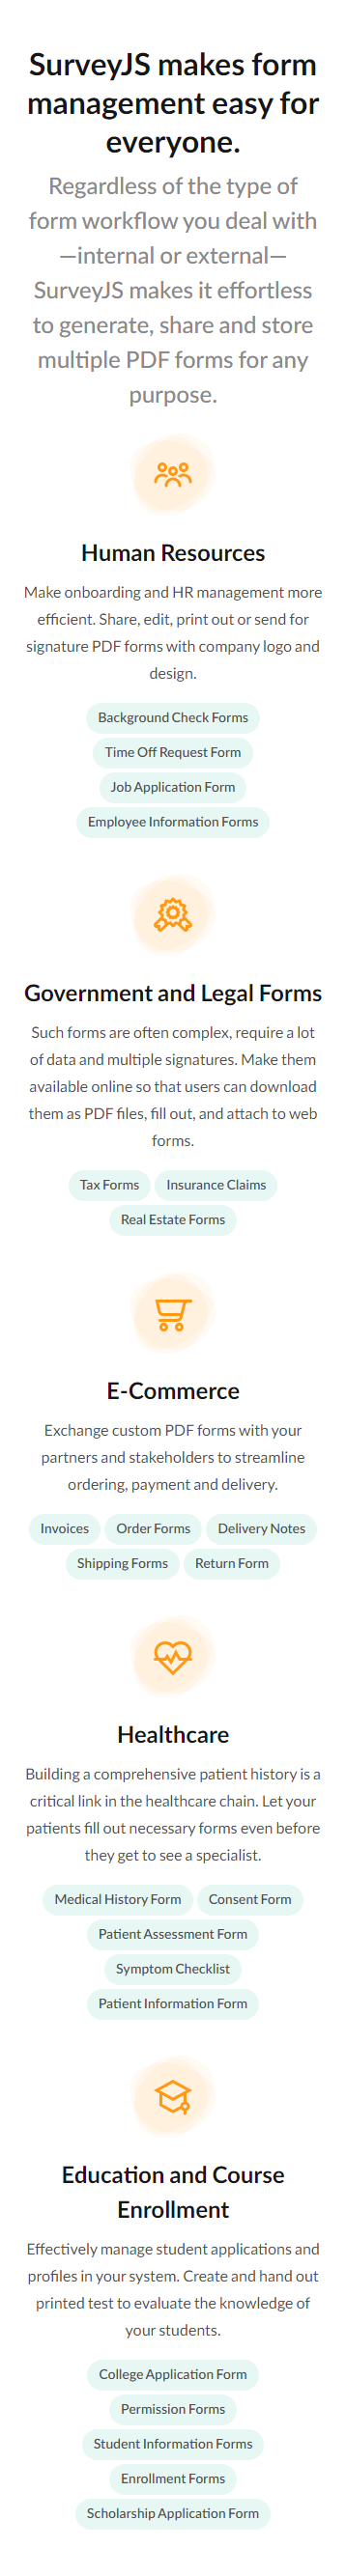 SurveyJS makes form
management easy for
everyone.
Regardless of the type of
form workflow you deal with
—internal or external—
SurveyJS makes it effortless
to generate, share and store
multiple PDF forms for any
purpose.
Human Resources
Make onboarding and HR management more
efficient. Share, edit, print out or send for
signature PDF forms with company logo and
design.
Background Check Forms
Time Off Request Form
Job Application Form
Employee Information Forms
Government and Legal Forms
Such forms are often complex, require a lot
of data and multiple signatures. Make them
available online so that users can download
them as PDF files, fill out, and attach to web
forms.
Tax Forms Insurance Claims
Real Estate Forms
E-Commerce
Exchange custom PDF forms with your
partners and stakeholders to streamline
ordering, payment and delivery.
Invoices Order Forms Delivery Notes
Shipping Forms Return Form
Healthcare
Building a comprehensive patient history is a
critical link in the healthcare chain. Let your
patients fill out necessary forms even before
they get to see a specialist.
Medical History Form Consent Form
Patient Assessment Form
Symptom Checklist
Patient Information Form
Education and Course
Enrollment
Effectively manage student applications and
profiles in your system. Create and hand out
printed test to evaluate the knowledge of
your students.
College Application Form
Permission Forms
Student Information Forms
Enrollment Forms
Scholarship Application Form